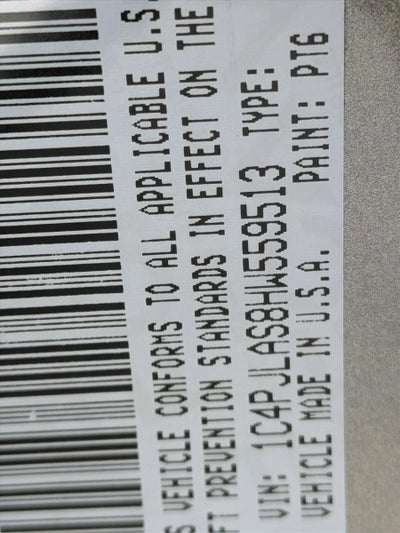 S VEHICLE CONFORMS TO ALL APPLICABLE U.S.
FT PREVENTION STANDARDS IN EFFECT ON THE
VIN: 1C4PJLAS8HW559513 TYPE:
VEHICLE MADE IN U.S.A. PAINT: PT6